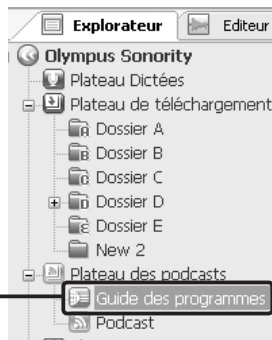 Explorateur Editeur
Olympus Sonority
Plateau Dictées
Plateau de téléchargement
Dossier A
Dossier B
Dossier C
Dossier D
Dossier E
New 2
Plateau des podcasts
Guide des programmes
Podcast